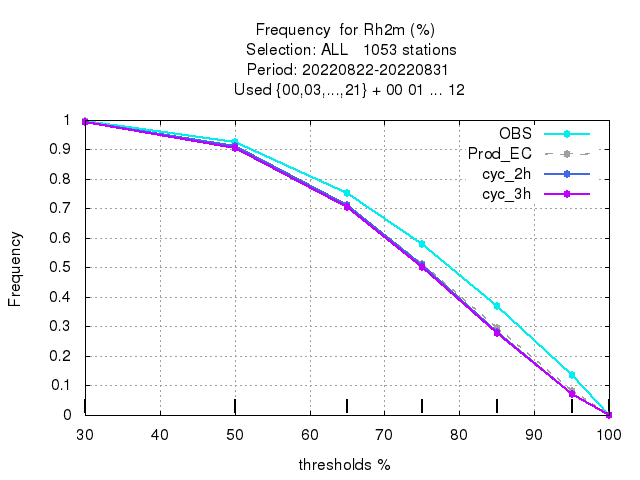 Frequency  for Rh2m (%)
Selection: ALL   1053 stations
Period: 20220822-20220831
Used {00,03,...,21} + 00 01 ... 12
OBS
Prod_EC
cyc_2h
cyc_3h
1
0.9
0.8
0.7
0.6
0.5
0.4
0.3
0.2
0.1
0
Frequency
30 40 50 60 70 80 90 100
thresholds %